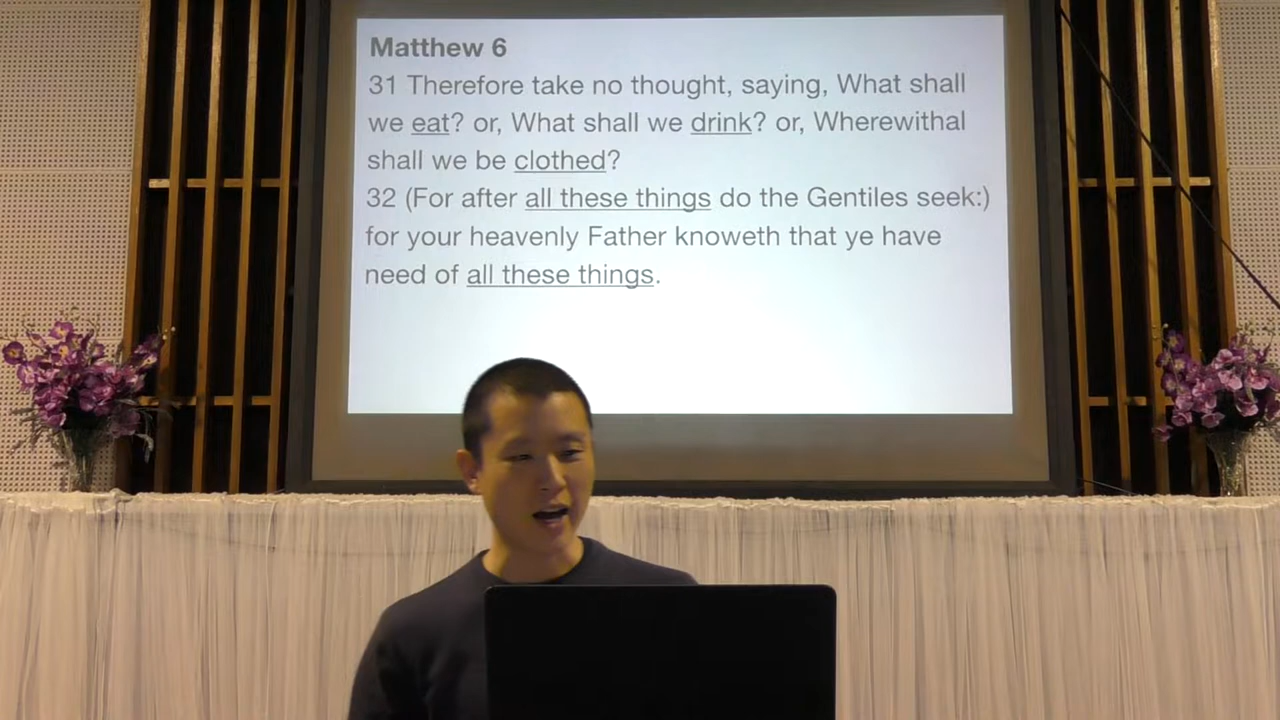 Matthew 6
31 Therefore take no thought, saying, What shall
we eat? or, What shall we drink? or, Wherewithal
shall we be clothed?
32 (For after all these things do the Gentiles seek:)
for your heavenly Father knoweth that ye have
need of all these things.